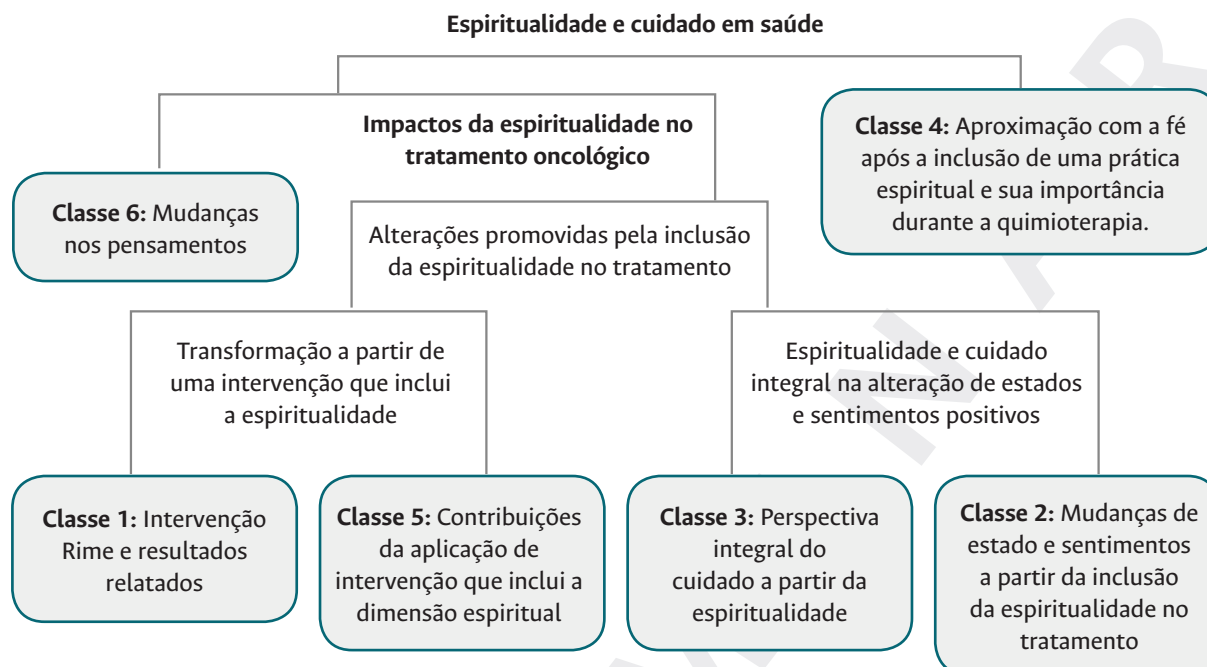 Espiritualidade e cuidado em saúde
Impactos da espiritualidade no
tratamento oncológico
Classe 4: Aproximação com a fé
após a inclusão de uma prática
espiritual e sua importância
durante a quimioterapia.
Classe 6: Mudanças
nos pensamentos
Alterações promovidas pela inclusão
da espiritualidade no tratamento
Transformação a partir de
uma intervenção que inclui
a espiritualidade
Espiritualidade e cuidado
integral na alteração de estados
e sentimentos positivos
Classe 1: Intervenção
Rime e resultados
relatados
Classe 5: Contribuições
da aplicação de
intervenção que inclui a
dimensão espiritual
Classe 3: Perspectiva
integral do
cuidado a partir da
espiritualidade
Classe 2: Mudanças de
estado e sentimentos
a partir da inclusão
da espiritualidade no
tratamento